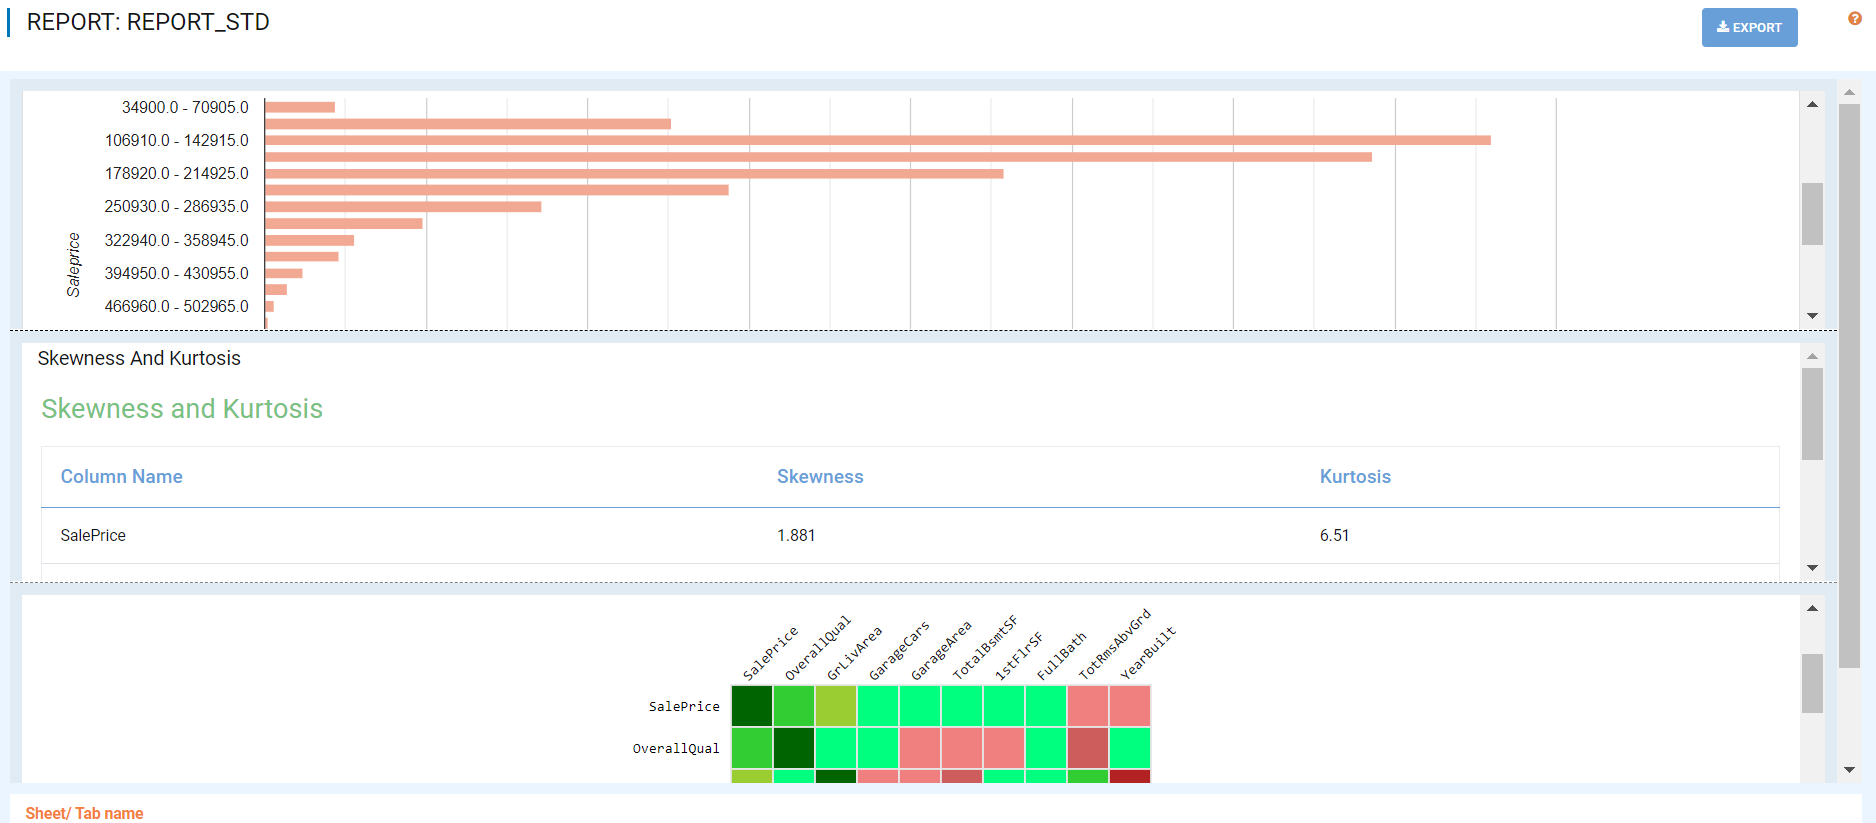 REPORT: REPORT_STD
EXPORT
?
34900.0 - 70905.0
106910.0 - 142915.0
178920.0 - 214925.0
250930.0 - 286935.0
322940.0 - 358945.0
394950.0 - 430955.0
466960.0 - 502965.0
Saleprice
Skewness And Kurtosis
Skewness and Kurtosis
Column Name Skewness Kurtosis
SalePrice 1.881 6.51
SalePrice OverallQual GrLivArea GarageCars GarageArea TotalBsmtSF 1stFlrSF FullBath TotRmsAbvGrd YearBuilt
SalePrice
OverallQual
Sheet/ Tab name